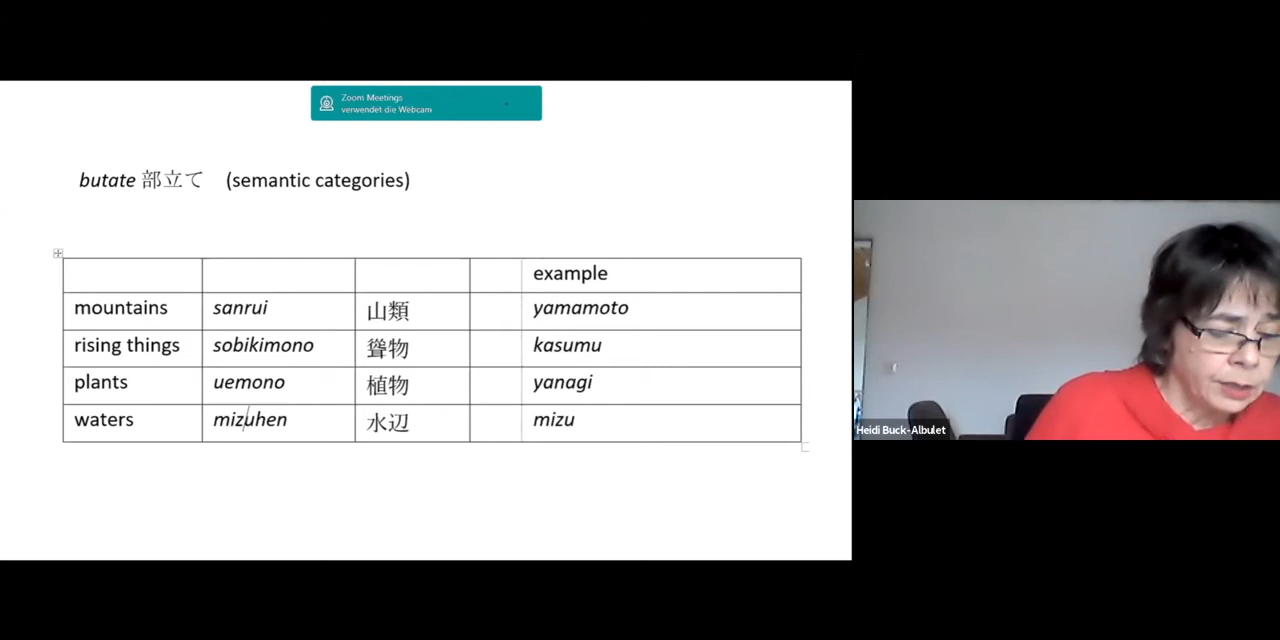 Zoom Meetings
verwendet die Webcam
butate 部立て (semantic categories)
example
mountains sanrui 山類 yamamoto
rising things sobikimono 聳物 kasumu
plants uemono 植物 yanagi
waters mizuhen 水辺 mizu
Heidi Buck-Albulet